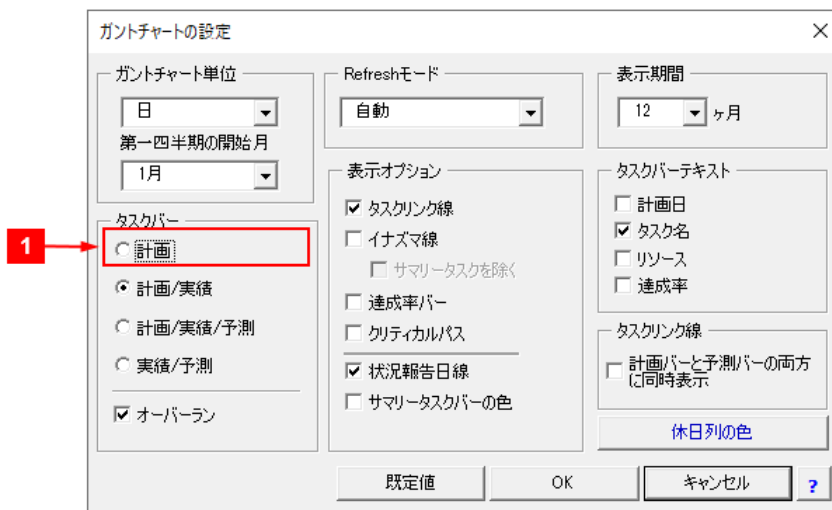 ガントチャートの設定
ガントチャート単位
日
第一四半期の開始月
1月
タスクバー
1
計画
計画/実績
計画/実績/予測
実績/予測
オーバーラン
Refreshモード
自動
表示オプション
タスクリンク線
イナズマ線
サマリータスクを除く
達成率バー
クリティカルパス
状況報告日線
サマリータスクバーの色
表示期間
12 ヶ月
タスクバーテキスト
計画日
タスク名
リソース
達成率
タスクリンク線
計画バーと予測バーの両方
に同時表示
休日列の色
既定値
OK
キャンセル
?